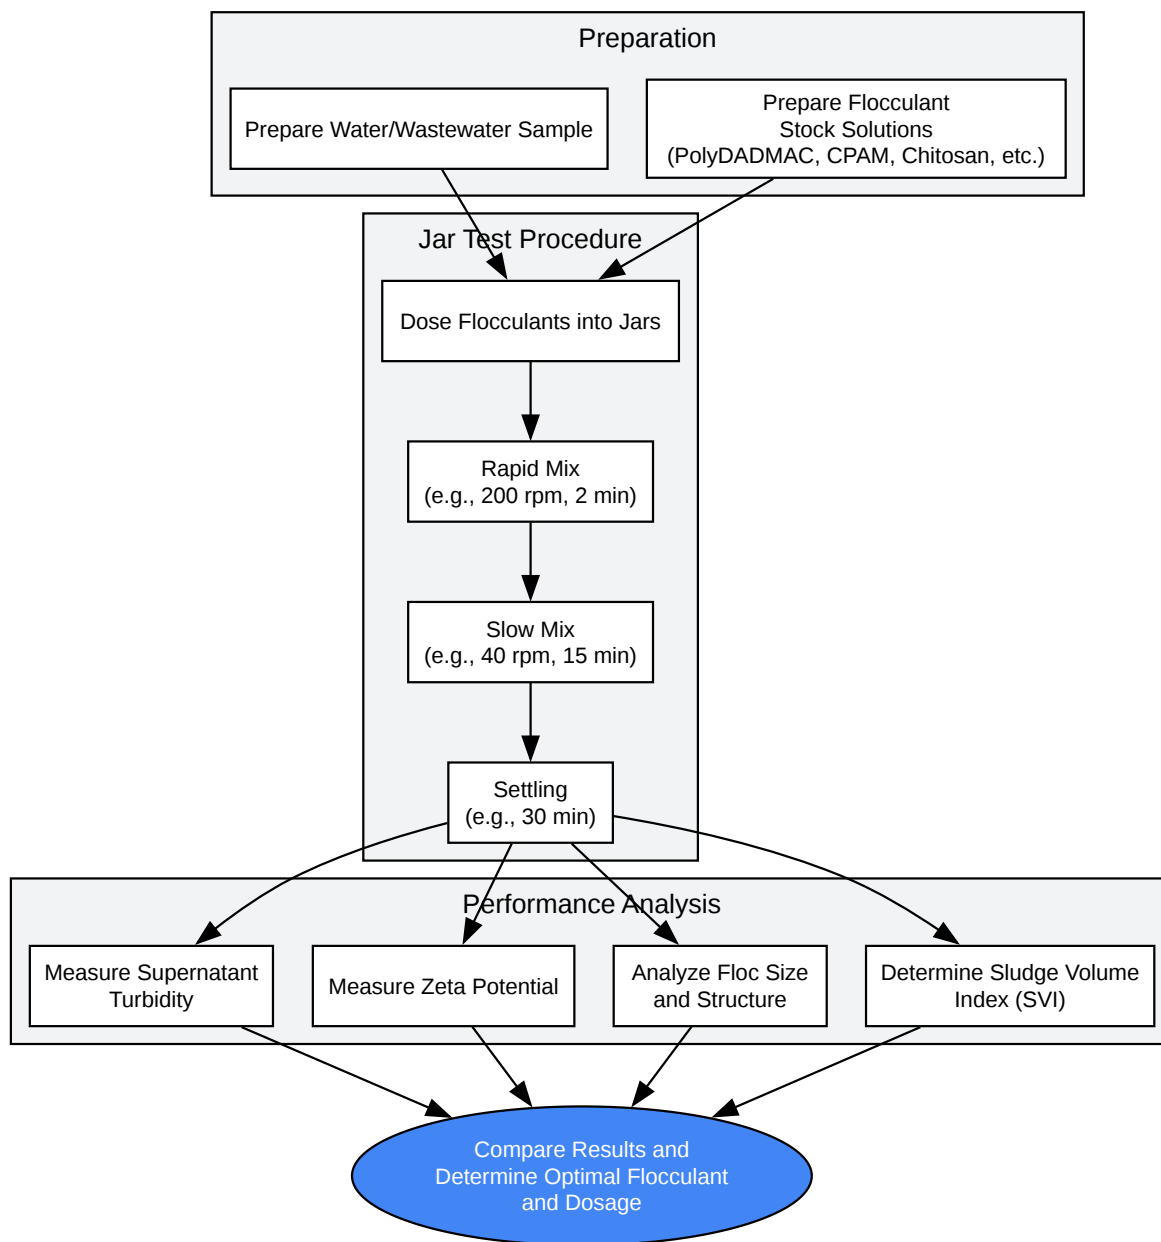 Preparation
Prepare Water/Wastewater Sample
Prepare Flocculant
Stock Solutions
(PolyDADMAC, CPAM, Chitosan, etc.)
Jar Test Procedure
Dose Flocculants into Jars
Rapid Mix
(e.g., 200 rpm, 2 min)
Slow Mix
(e.g., 40 rpm, 15 min)
Settling
(e.g., 30 min)
Performance Analysis
Measure Supernatant
Turbidity
Measure Zeta Potential
Analyze Floc Size
and Structure
Determine Sludge Volume
Index (SVI)
Compare Results and
Determine Optimal Flocculant
and Dosage